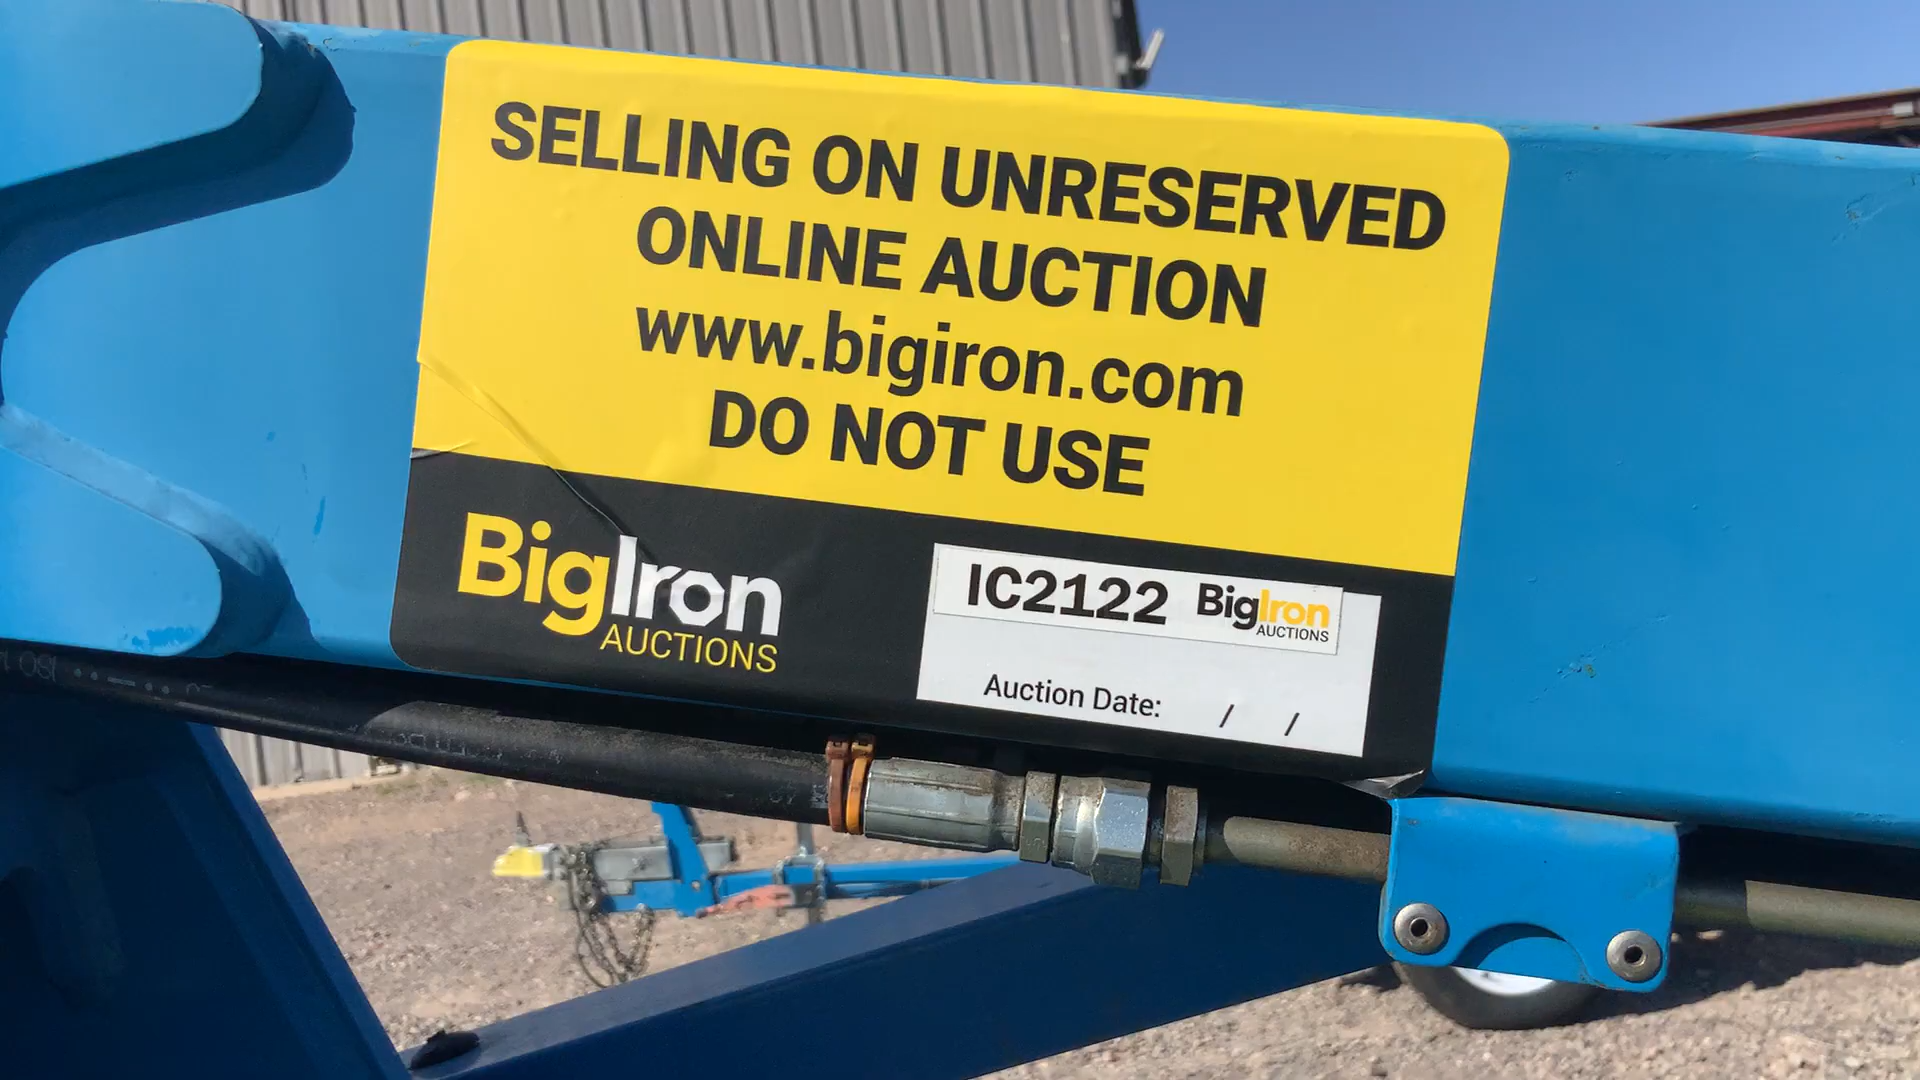 SELLING ON UNRESERVED
ONLINE AUCTION
www.bigiron.com
DO NOT USE
BigIron
AUCTIONS
IC2122 BigIron
AUCTIONS
Auction Date: / /